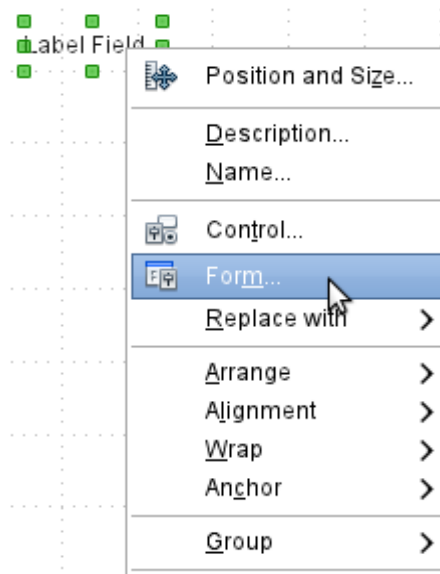 Label Field
Position and Size...
Description...
Name...
Control...
Form...
Replace with
Arrange
Alignment
Wrap
Anchor
Group